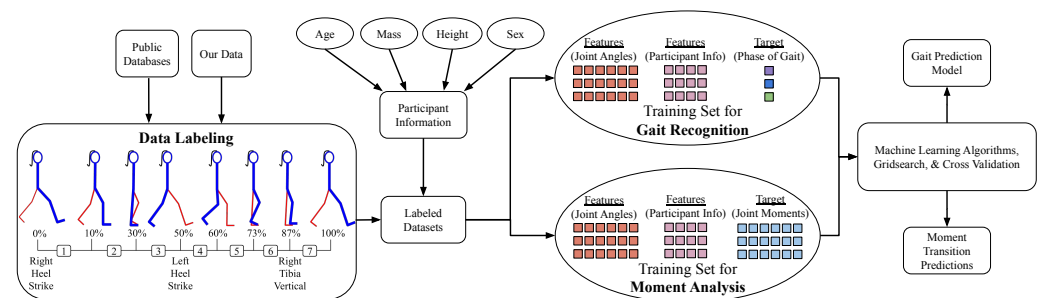 Public
Databases
Our Data
Data Labeling
0%
10%
30%
50%
60%
73%
87%
100%
1
2
3
4
5
6
7
Right
Heel
Strike
Left
Heel
Strike
Right
Tibia
Vertical
Age
Mass
Height
Sex
Participant
Information
Labeled
Datasets
Features
(Joint Angles)
Features
(Participant Info)
Target
(Phase of Gait)
Training Set for
Gait Recognition
Features
(Joint Angles)
Features
(Participant Info)
Target
(Joint Moments)
Training Set for
Moment Analysis
Gait Prediction
Model
Machine Learning Algorithms,
Gridsearch, & Cross Validation
Moment
Transition
Predictions